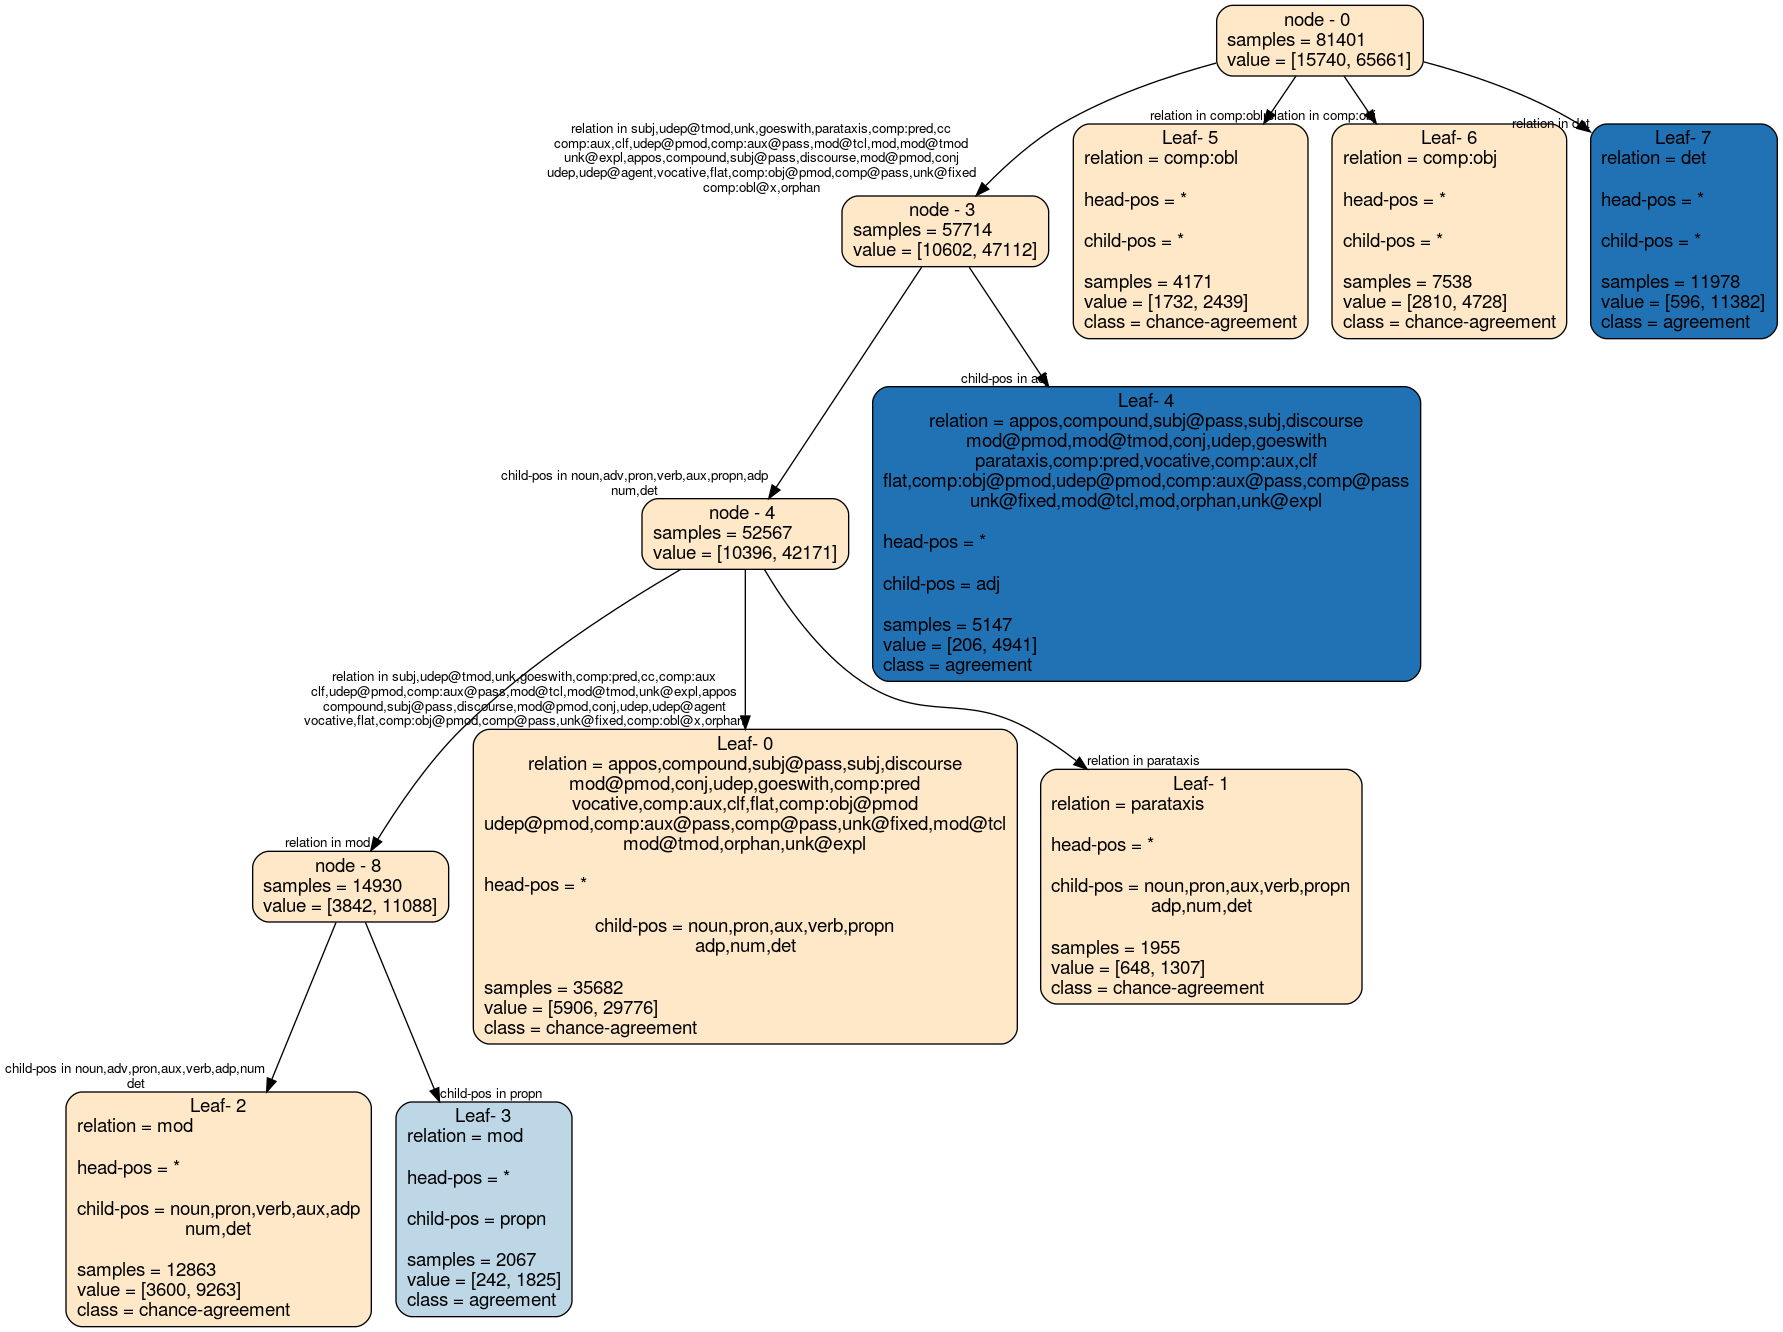 node - 0
samples = 81401
value = [15740, 65661]
relation in subj,udep@tmod,unk,goeswith,parataxis,comp:pred,cc
comp:aux,clf,udep@pmod,comp:aux@pass,mod@tcl,mod,mod@tmod
unk@expl,appos,compound,subj@pass,discourse,mod@pmod,conj
udep,udep@agent,vocative,flat,comp:obj@pmod,comp@pass,unk@fixed
comp:obl@x,orphan
relation in comp:obl
relation in comp:obj
relation in det
node - 3
samples = 57714
value = [10602, 47112]
Leaf- 5
relation = comp:obl
head-pos = *
child-pos = *
samples = 4171
value = [1732, 2439]
class = chance-agreement
Leaf- 6
relation = comp:obj
head-pos = *
child-pos = *
samples = 7538
value = [2810, 4728]
class = chance-agreement
Leaf- 7
relation = det
head-pos = *
child-pos = *
samples = 11978
value = [596, 11382]
class = agreement
child-pos in noun,adv,pron,verb,aux,propn,adp
num,det
child-pos in adj
node - 4
samples = 52567
value = [10396, 42171]
Leaf- 4
relation = appos,compound,subj@pass,subj,discourse
mod@pmod,mod@tmod,conj,udep,goeswith
parataxis,comp:pred,vocative,comp:aux,clf
flat,comp:obj@pmod,udep@pmod,comp:aux@pass,comp@pass
unk@fixed,mod@tcl,mod,orphan,unk@expl
head-pos = *
child-pos = adj
samples = 5147
value = [206, 4941]
class = agreement
relation in mod
relation in subj,udep@tmod,unk,goeswith,comp:pred,cc,comp:aux
clf,udep@pmod,comp:aux@pass,mod@tcl,mod@tmod,unk@expl,appos
compound,subj@pass,discourse,mod@pmod,conj,udep,udep@agent
vocative,flat,comp:obj@pmod,comp@pass,unk@fixed,comp:obl@x,orphan
relation in parataxis
node - 8
samples = 14930
value = [3842, 11088]
Leaf- 0
relation = appos,compound,subj@pass,subj,discourse
mod@pmod,conj,udep,goeswith,comp:pred
vocative,comp:aux,clf,flat,comp:obj@pmod
udep@pmod,comp:aux@pass,comp@pass,unk@fixed,mod@tcl
mod@tmod,orphan,unk@expl
head-pos = *
child-pos = noun,pron,aux,verb,propn
adp,num,det
samples = 35682
value = [5906, 29776]
class = chance-agreement
Leaf- 1
relation = parataxis
head-pos = *
child-pos = noun,pron,aux,verb,propn
adp,num,det
samples = 1955
value = [648, 1307]
class = chance-agreement
child-pos in noun,adv,pron,aux,verb,adp,num
det
child-pos in propn
Leaf- 2
relation = mod
head-pos = *
child-pos = noun,pron,verb,aux,adp
num,det
samples = 12863
value = [3600, 9263]
class = chance-agreement
Leaf- 3
relation = mod
head-pos = *
child-pos = propn
samples = 2067
value = [242, 1825]
class = agreement